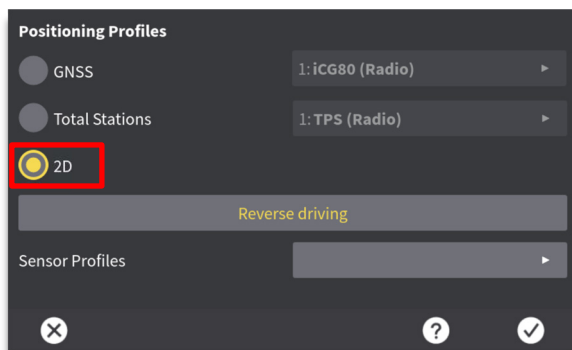 Positioning Profiles
GNSS 1: iCG80 (Radio)
Total Stations 1: TPS (Radio)
2D
Reverse driving
Sensor Profiles
?